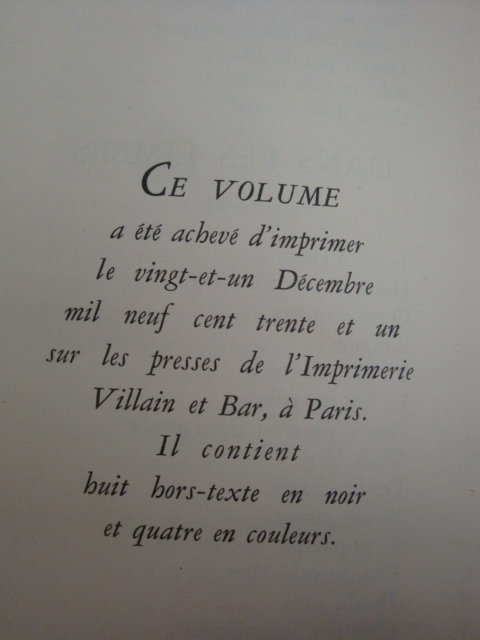 CE VOLUME
a été achevé d'imprimer
le vingt-et-un Décembre
mil neuf cent trente et un
sur les presses de l'Imprimerie
Villain et Bar, à Paris.
Il contient
huit hors-texte en noir
et quatre en couleurs.